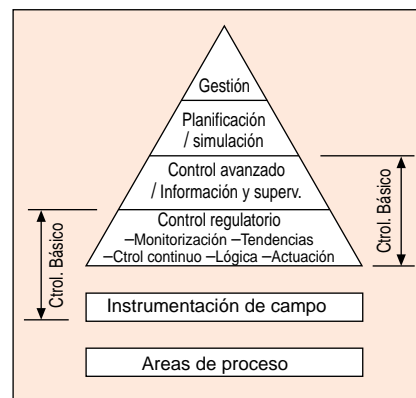 Gestión
Planificación
/ simulación
Control avanzado
/ Información y superv.
Control regulatorio
–Monitorización –Tendencias
–Ctrol continuo –Lógica –Actuación
Ctrol. Básico
Ctrol. Básico
Instrumentación de campo
Areas de proceso